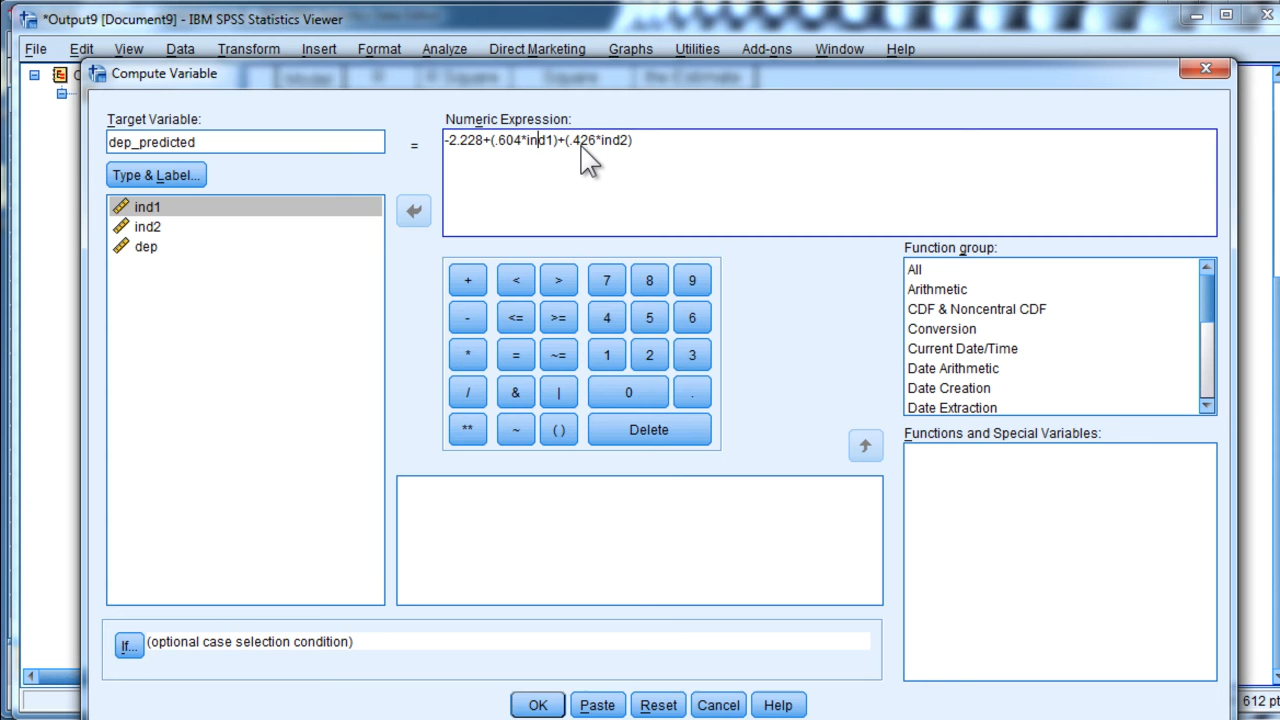 *Output9 [Document9] - IBM SPSS Statistics Viewer
File Edit View Data Transform Insert Format Analyze Direct Marketing Graphs Utilities Add-ons Window Help
Compute Variable
Target Variable:
dep_predicted
=
Numeric Expression:
-2.228+(.604*ind1)+(.426*ind2)
Type & Label...
ind1
ind2
dep
+ < > 7 8 9
- <= >= 4 5 6
* = ~= 1 2 3
/ & | 0 .
** ~ ( ) Delete
Function group:
All
Arithmetic
CDF & Noncentral CDF
Conversion
Current Date/Time
Date Arithmetic
Date Creation
Date Extraction
Functions and Special Variables:
If... (optional case selection condition)
OK Paste Reset Cancel Help
612 pt